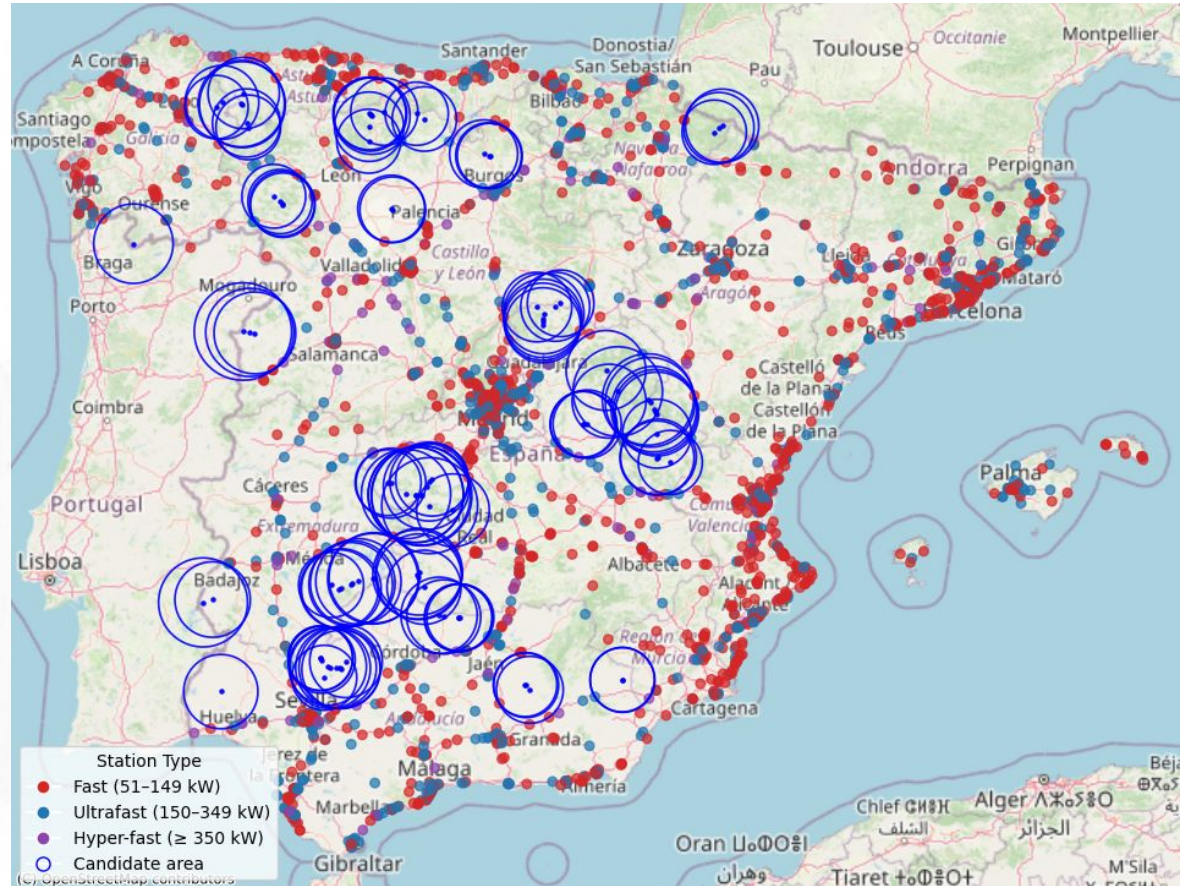 Toulouse
Occitanie
Montpellier
Donostia/
San Sebastián
Santander
A Coruña
Pau
Bilbao
Santiago
Galicia
León
Burgos
Nafarroa
Andorra
Perpignan
Vigo
Ourense
Palencia
Braga
Valladolid
Castilla
y León
Zaragoza
Lleida
Mataró
Mogadouro
Aragón
Barcelona
Porto
Reus
Salamanca
Guadalajara
Castelló
de la Plana
Castellón
de la Plana
Coimbra
Madrid
España
Palma
Cáceres
Portugal
Extremadura
Ciudad
Real
Valenciana
Lisboa
Mérida
Albacete
Badajoz
Alacant
Alicante
Córdoba
Jaén
Región de
Murcia
Sevilla
Cartagena
Huelva
Andalucía
Granada
Jerez de
la Frontera
Málaga
Almería
Marbella
Gibraltar
Station Type
Fast (51–149 kW)
Ultrafast (150–349 kW)
Hyper-fast (≥ 350 kW)
Candidate area
(C) OpenStreetMap contributors
Chlef
الشلف
Alger
الجزائر
Oran
وهران
Tiaret
M'Sila